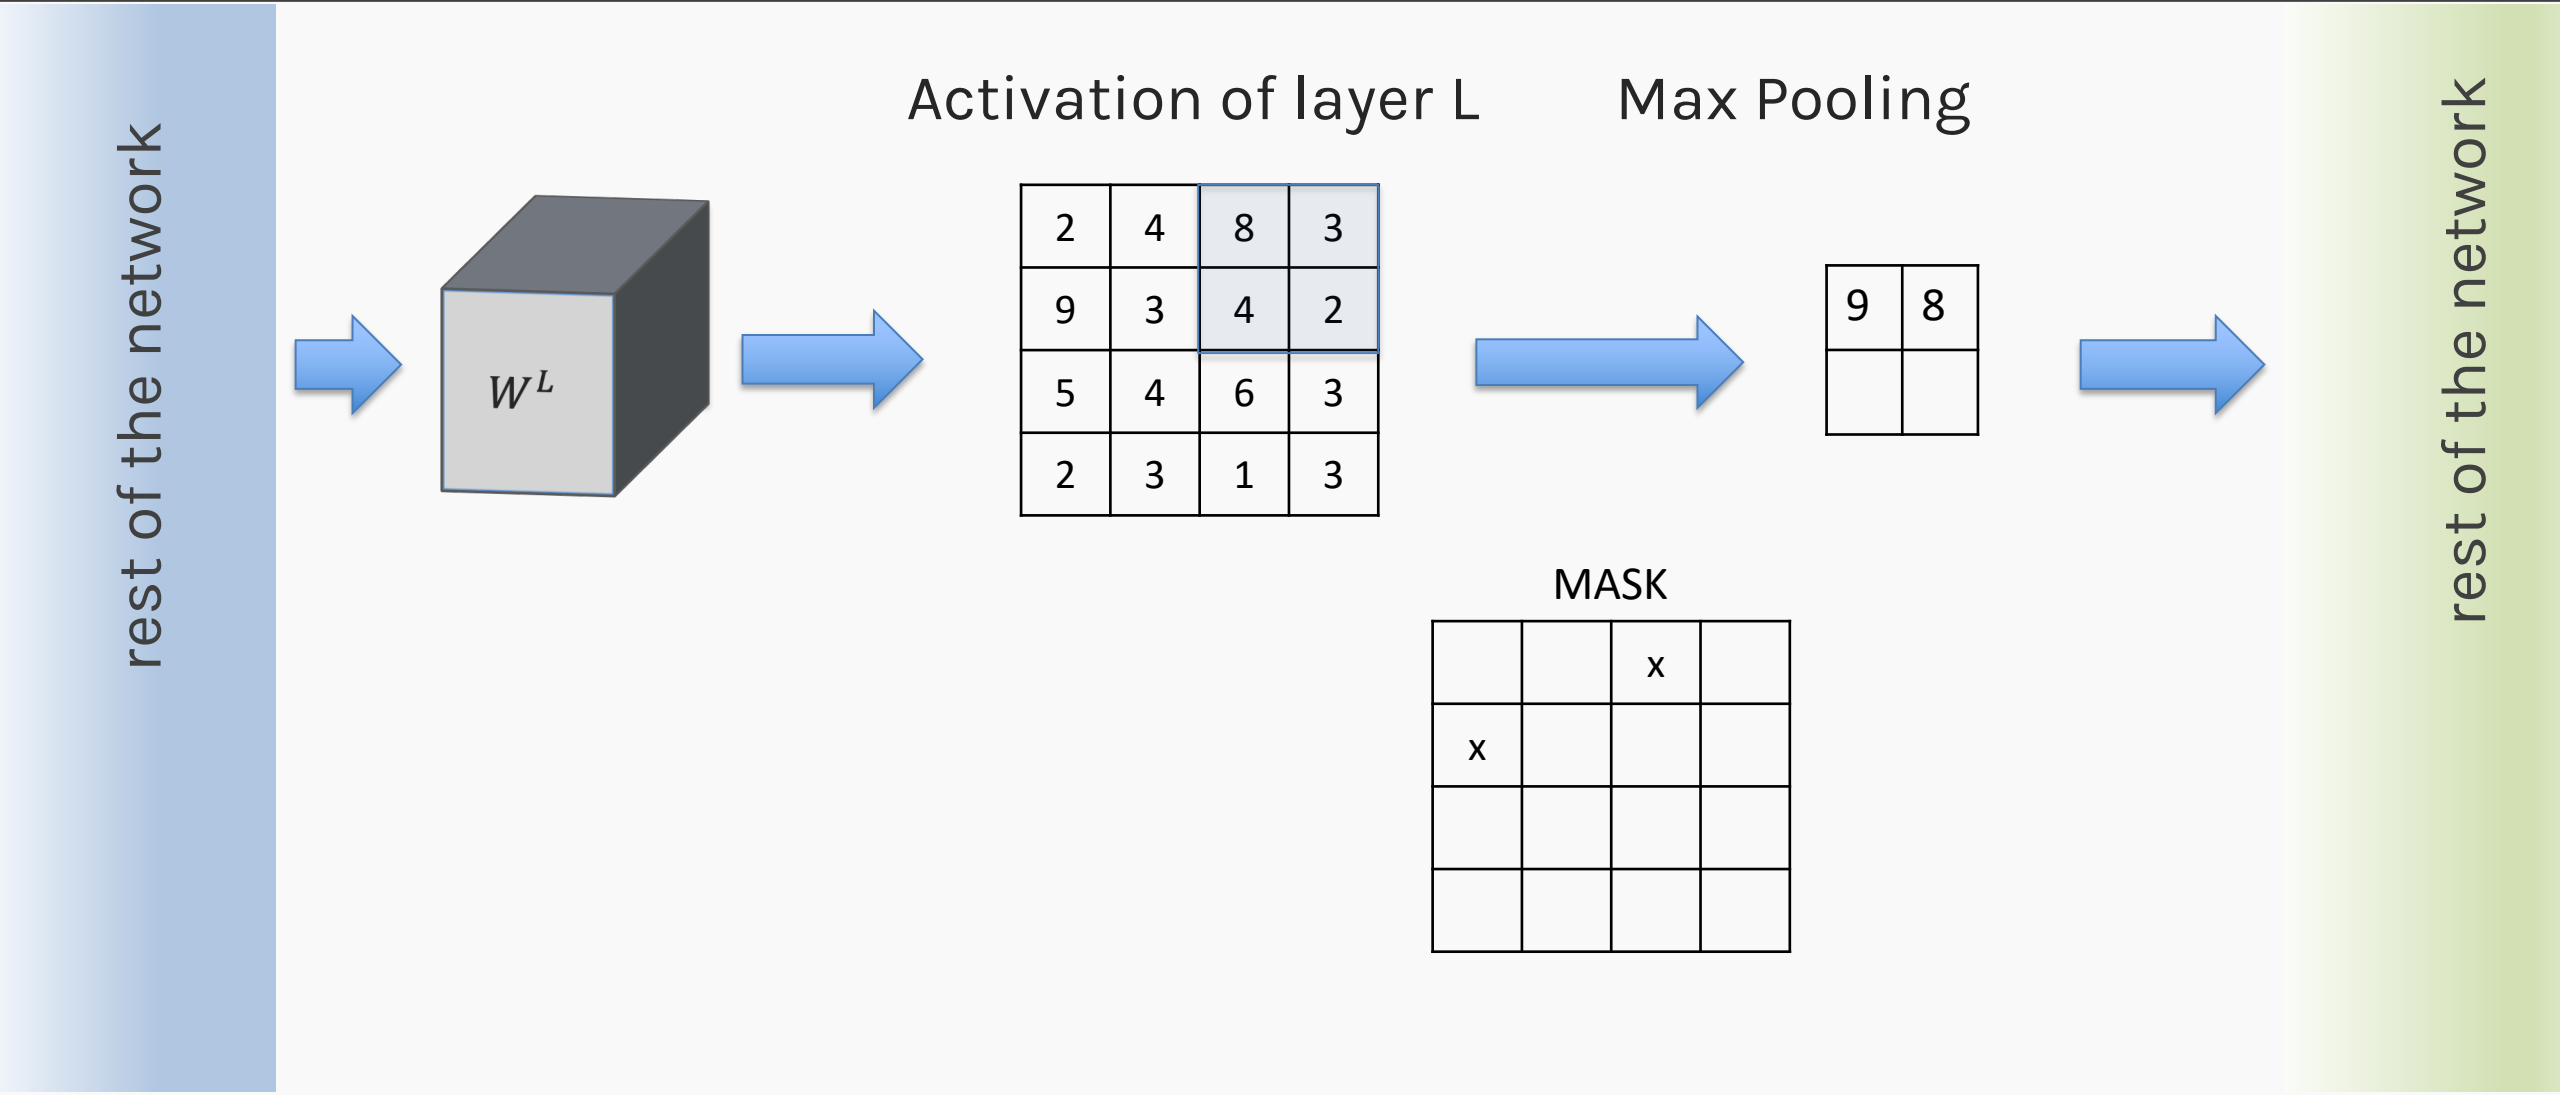 rest of the network
Activation of layer L
Max Pooling
W^L
2 4 8 3
9 3 4 2
5 4 6 3
2 3 1 3
9 8
MASK
x
x
rest of the network